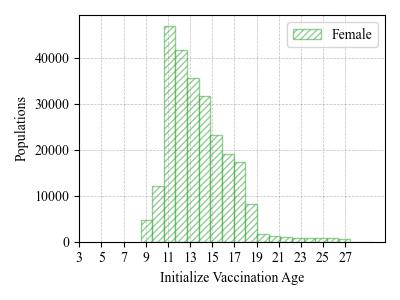 Female
40000
30000
20000
10000
0
Populations
3 5 7 9 11 13 15 17 19 21 23 25 27
Initialize Vaccination Age